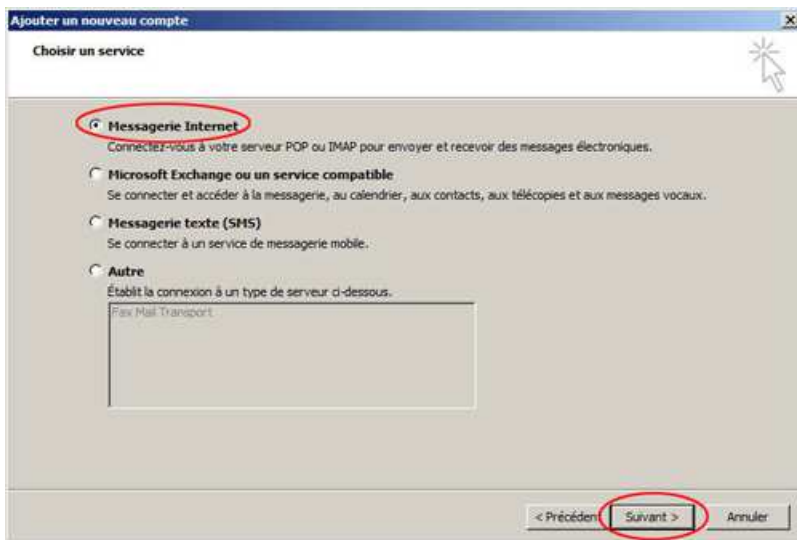 Ajouter un nouveau compte
Choisir un service
Messagerie Internet
Connectez-vous à votre serveur POP ou IMAP pour envoyer et recevoir des messages électroniques.
Microsoft Exchange ou un service compatible
Se connecter et accéder à la messagerie, au calendrier, aux contacts, aux télécopies et aux messages vocaux.
Messagerie texte (SMS)
Se connecter à un service de messagerie mobile.
Autre
Établit la connexion à un type de serveur ci-dessous.
Fax Mail Transport
< Précédent Suivant > Annuler